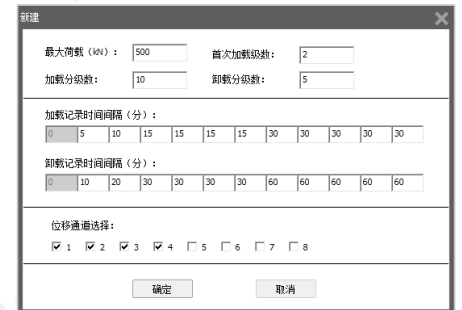 新建
最大荷载（kN）： 500 首次加载级数： 2
加载分级数： 10 卸载分级数： 5
加载记录时间间隔（分）：
0 5 10 15 15 15 15 30 30 30 30 30
卸载记录时间间隔（分）：
0 10 20 30 30 30 30 60 60 60 60 60
位移通道选择：
1 2 3 4 5 6 7 8
确定 取消